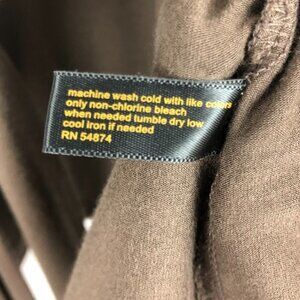 machine wash cold with like colors
only non-chlorine bleach
when needed tumble dry low
cool iron if needed
RN 54874